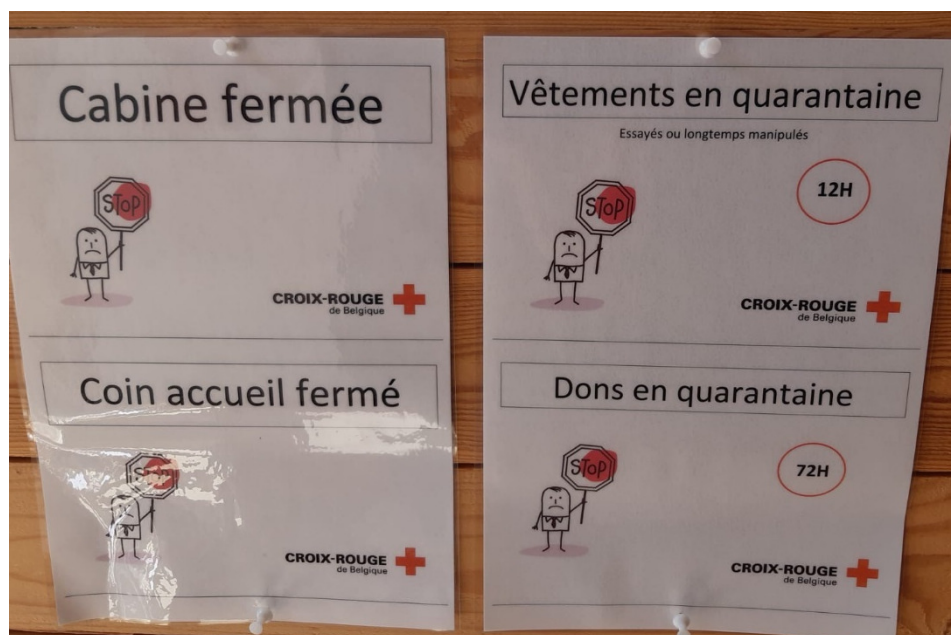 Cabine fermée
STOP
CROIX-ROUGE
de Belgique
Coin accueil fermé
CROIX-ROUGE
de Belgique
Vêtements en quarantaine
Essayés ou longtemps manipulés
STOP
12H
CROIX-ROUGE
de Belgique
Dons en quarantaine
STOP
72H
CROIX-ROUGE
de Belgique